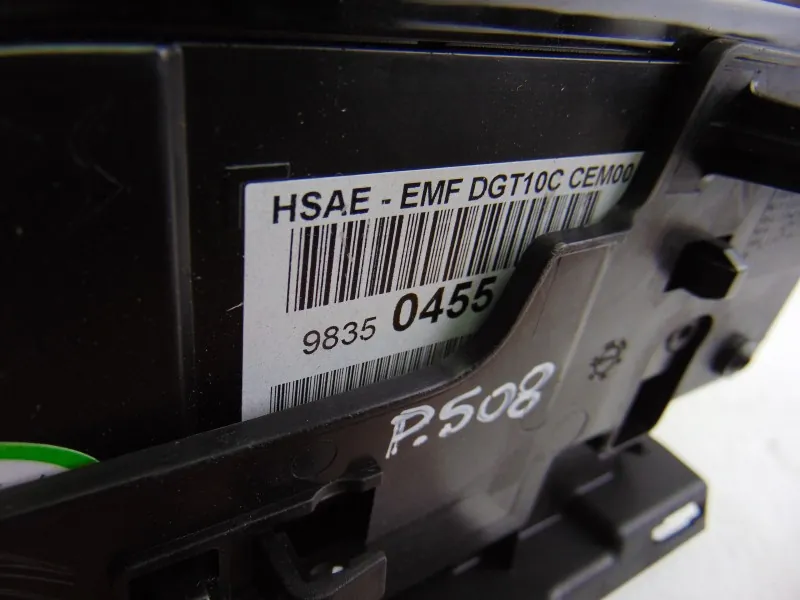 HSAE - EMF DGT10C CEM00
9835 0455
P.508